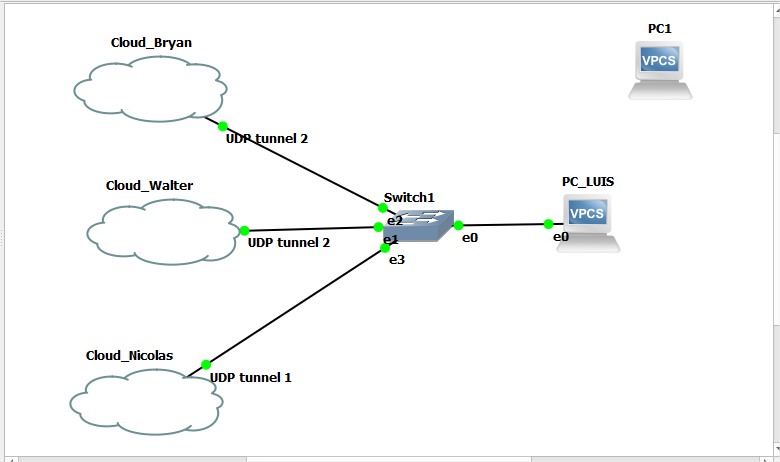 Cloud_Bryan
PC1
VPCS
UDP tunnel 2
Cloud_Walter
Switch1
PC_LUIS
VPCS
e2
UDP tunnel 2
e1
e0
e0
e3
Cloud_Nicolas
UDP tunnel 1